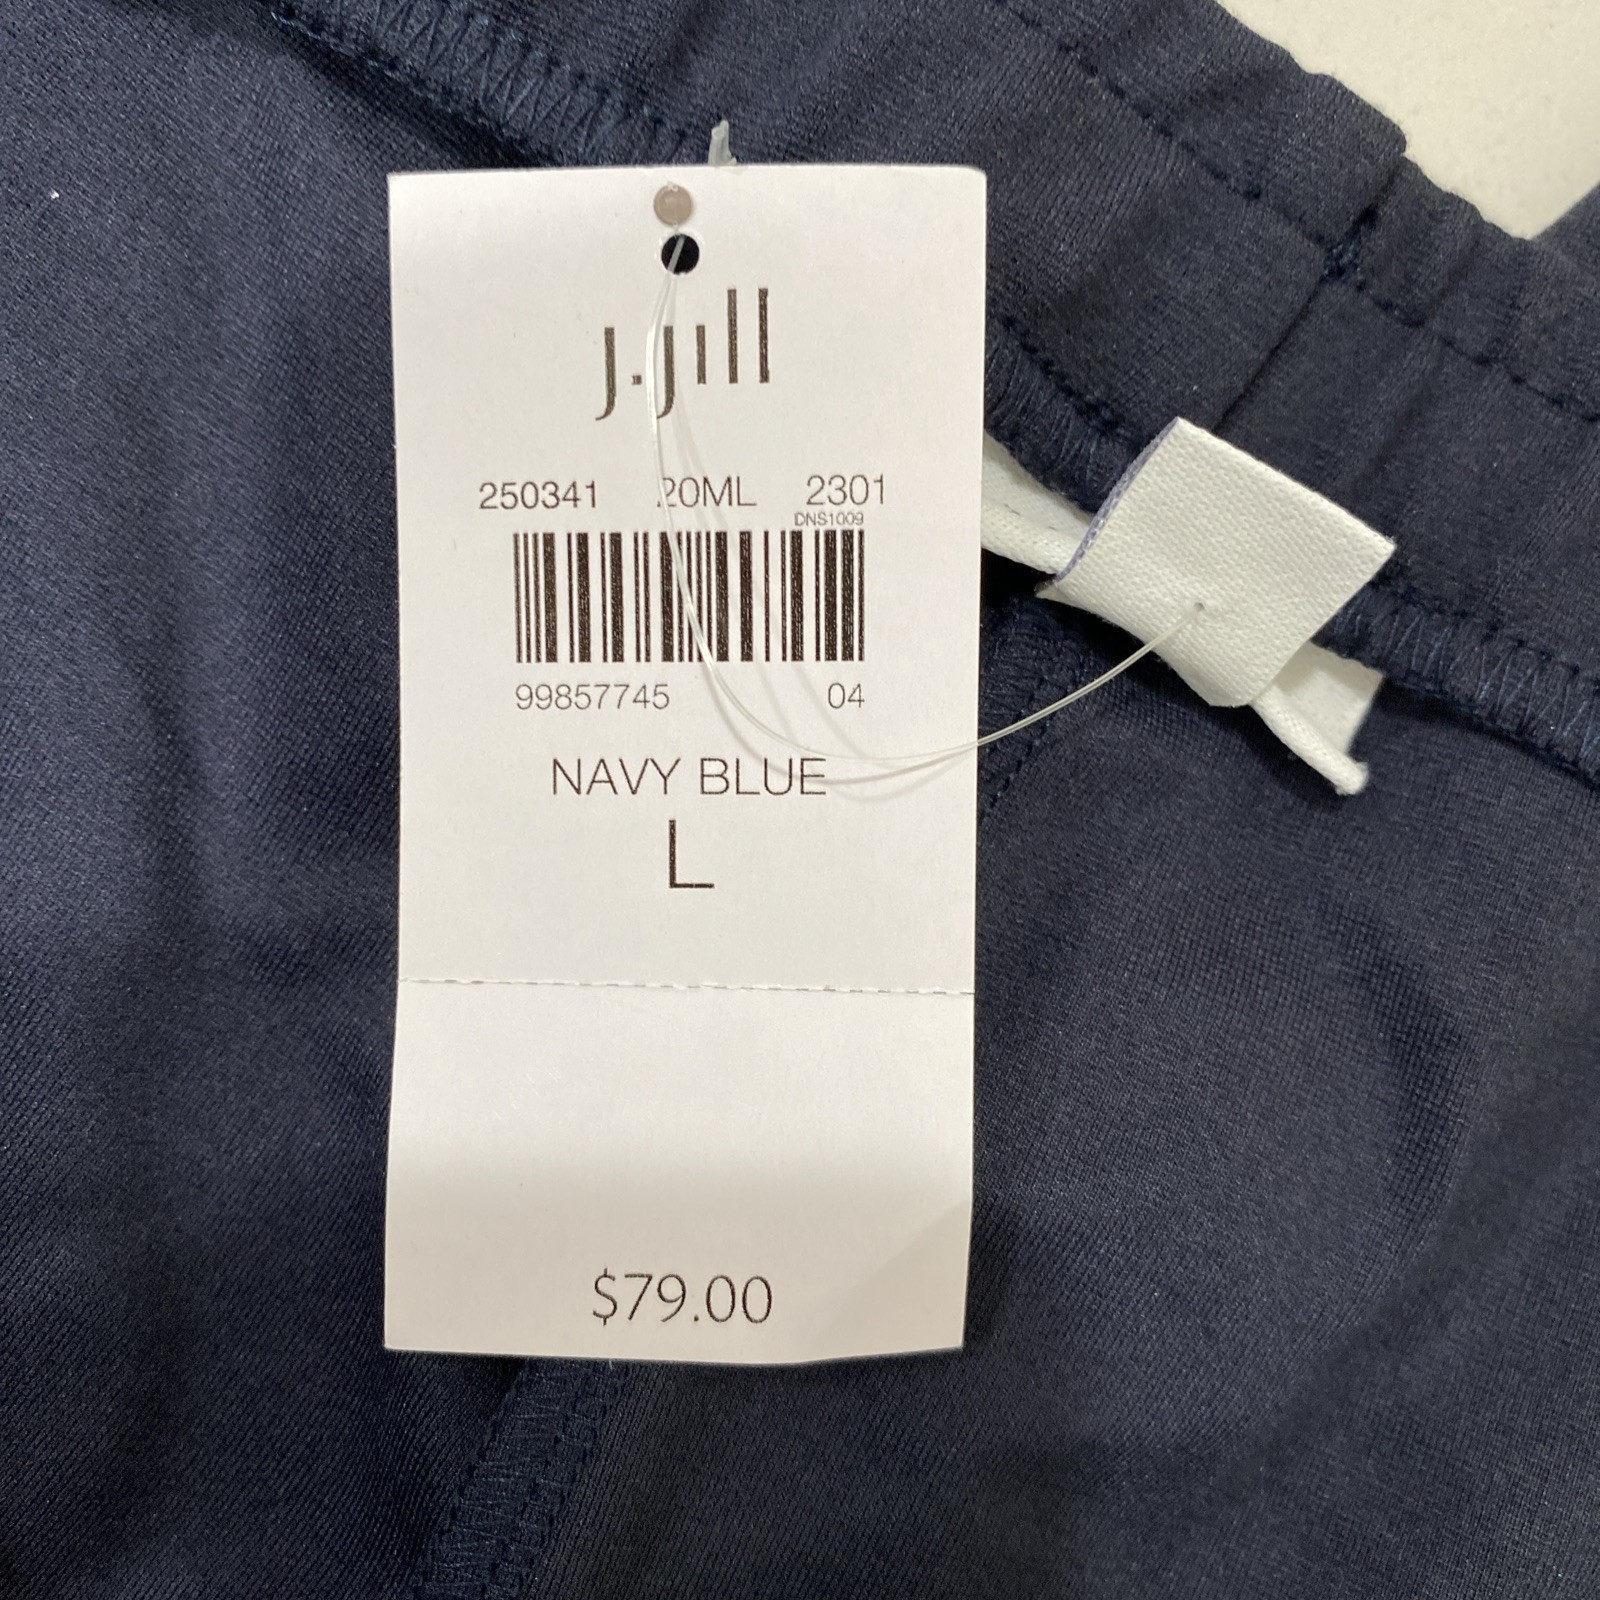 J.Jill
250341 20ML 2301
DNS1009
99857745 04
NAVY BLUE
L
$79.00